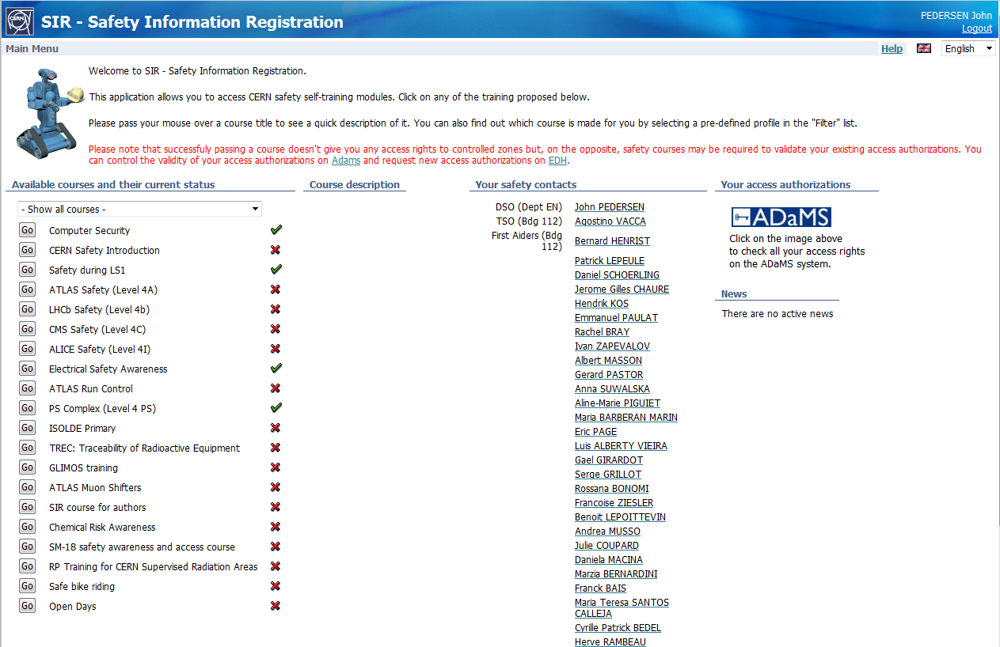 CERN
SIR - Safety Information Registration
PEDERSEN John
Logout
Main Menu
Help
English
Welcome to SIR - Safety Information Registration.
This application allows you to access CERN safety self-training modules. Click on any of the training proposed below.
Please pass your mouse over a course title to see a quick description of it. You can also find out which course is made for you by selecting a pre-defined profile in the "Filter" list.
Please note that successfuly passing a course doesn't give you any access rights to controlled zones but, on the opposite, safety courses may be required to validate your existing access authorizations. You
can control the validity of your access authorizations on Adams and request new access authorizations on EDH.
Available courses and their current status
- Show all courses -
Go Computer Security
Go CERN Safety Introduction
Go Safety during LS1
Go ATLAS Safety (Level 4A)
Go LHCb Safety (Level 4b)
Go CMS Safety (Level 4C)
Go ALICE Safety (Level 4I)
Go Electrical Safety Awareness
Go ATLAS Run Control
Go PS Complex (Level 4 PS)
Go ISOLDE Primary
Go TREC: Traceability of Radioactive Equipment
Go GLIMOS training
Go ATLAS Muon Shifters
Go SIR course for authors
Go Chemical Risk Awareness
Go SM-18 safety awareness and access course
Go RP Training for CERN Supervised Radiation Areas
Go Safe bike riding
Go Open Days
Course description
Your safety contacts
DSO (Dept EN) John PEDERSEN
TSO (Bdg 112) Agostino VACCA
First Aiders (Bdg
112) Bernard HENRIST
Patrick LEPEULE
Daniel SCHOERLING
Jerome Gilles CHAURE
Hendrik KOS
Emmanuel PAULAT
Rachel BRAY
Ivan ZAPEVALOV
Albert MASSON
Gerard PASTOR
Anna SUWALSKA
Aline-Marie PIGUIET
Maria BARBERAN MARIN
Eric PAGE
Luis ALBERTY VIEIRA
Gael GIRARDOT
Serge GRILLOT
Rossana BONOMI
Francoise ZIESLER
Benoit LEPOITTEVIN
Andrea MUSSO
Julie COUPARD
Daniela MACINA
Marzia BERNARDINI
Franck BAIS
Maria Teresa SANTOS
CALLEJA
Cyrille Patrick BEDEL
Herve RAMBEAU
Your access authorizations
ADaMS
Click on the image above
to check all your access rights
on the ADaMS system.
News
There are no active news